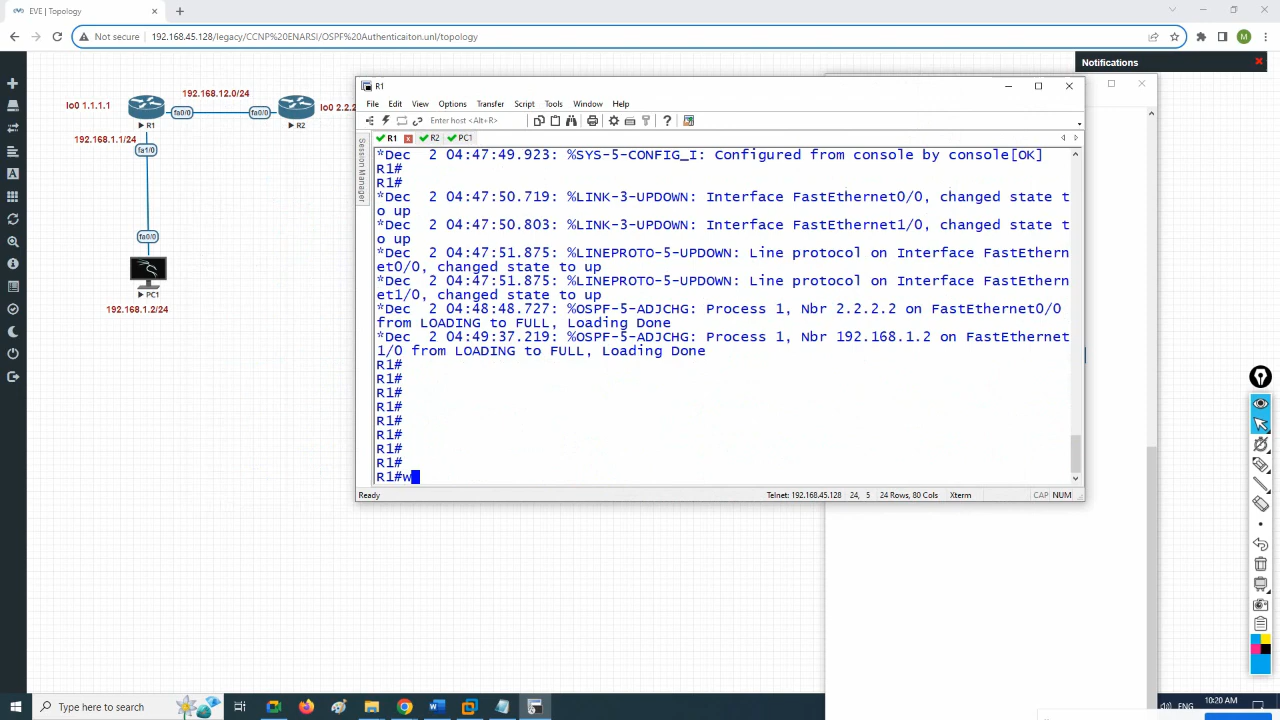 EVE | Topology
Not secure
192.168.45.128/legacy/CCNP%20ENARSI/OSPF%20Authenticaiton.unl/topology
M
Notifications
192.168.12.0/24
lo0 1.1.1.1
fa0/0
fa0/0
lo0 2.2.2
R1
R2
192.168.1.1/24
fa1/0
fa0/0
PC1
192.168.1.2/24
R1
File Edit View Options Transfer Script Tools Window Help
Enter host <Alt+R>
R1
R2
PC1
Session Manager
*Dec 2 04:47:49.923: %SYS-5-CONFIG_I: Configured from console by console[OK]
R1#
R1#
*Dec 2 04:47:50.719: %LINK-3-UPDOWN: Interface FastEthernet0/0, changed state t
o up
*Dec 2 04:47:50.803: %LINK-3-UPDOWN: Interface FastEthernet1/0, changed state t
o up
*Dec 2 04:47:51.875: %LINEPROTO-5-UPDOWN: Line protocol on Interface FastEthern
et0/0, changed state to up
*Dec 2 04:47:51.875: %LINEPROTO-5-UPDOWN: Line protocol on Interface FastEthern
et1/0, changed state to up
*Dec 2 04:48:48.727: %OSPF-5-ADJCHG: Process 1, Nbr 2.2.2.2 on FastEthernet0/0
from LOADING to FULL, Loading Done
*Dec 2 04:49:37.219: %OSPF-5-ADJCHG: Process 1, Nbr 192.168.1.2 on FastEthernet
1/0 from LOADING to FULL, Loading Done
R1#
R1#
R1#
R1#
R1#
R1#
R1#
R1#
R1#w
Ready
Telnet: 192.168.45.128
24, 5
24 Rows, 80 Cols
Xterm
CAP NUM
Type here to search
ENG
10:20 AM